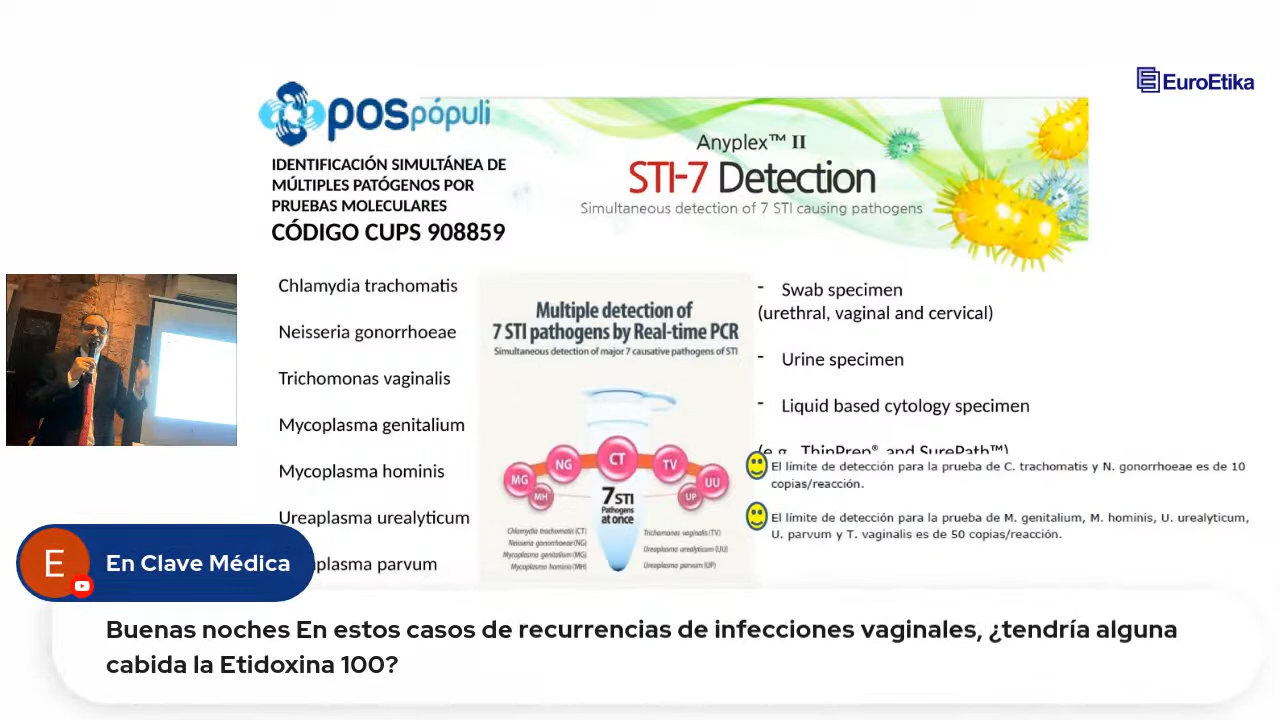 EuroEtika
pospópuli
IDENTIFICACIÓN SIMULTÁNEA DE
MÚLTIPLES PATÓGENOS POR
PRUEBAS MOLECULARES
CÓDIGO CUPS 908859
Anyplex™ II
STI-7 Detection
Simultaneous detection of 7 STI causing pathogens
Chlamydia trachomatis
Neisseria gonorrhoeae
Trichomonas vaginalis
Mycoplasma genitalium
Mycoplasma hominis
Ureaplasma urealyticum
plasma parvum
Multiple detection of
7 STI pathogens by Real-time PCR
Simultaneous detection of major 7 causative pathogens of STI
MG
MH
NG
CT
TV
UP
UU
7 STI
Pathogens
at once
Chlamydia trachomatis (CT)
Neisseria gonorrhoeae (NG)
Mycoplasma genitalium (MG)
Mycoplasma hominis (MH)
Trichomonas vaginalis (TV)
Ureaplasma urealyticum (UU)
Ureaplasma parvum (UP)
- Swab specimen
(urethral, vaginal and cervical)
- Urine specimen
- Liquid based cytology specimen
(e.g., ThinPrep® and SurePath™)
El límite de detección para la prueba de C. trachomatis y N. gonorrhoeae es de 10
copias/reacción.
El límite de detección para la prueba de M. genitalium, M. hominis, U. urealyticum,
U. parvum y T. vaginalis es de 50 copias/reacción.
E
En Clave Médica
Buenas noches En estos casos de recurrencias de infecciones vaginales, ¿tendría alguna
cabida la Etidoxina 100?